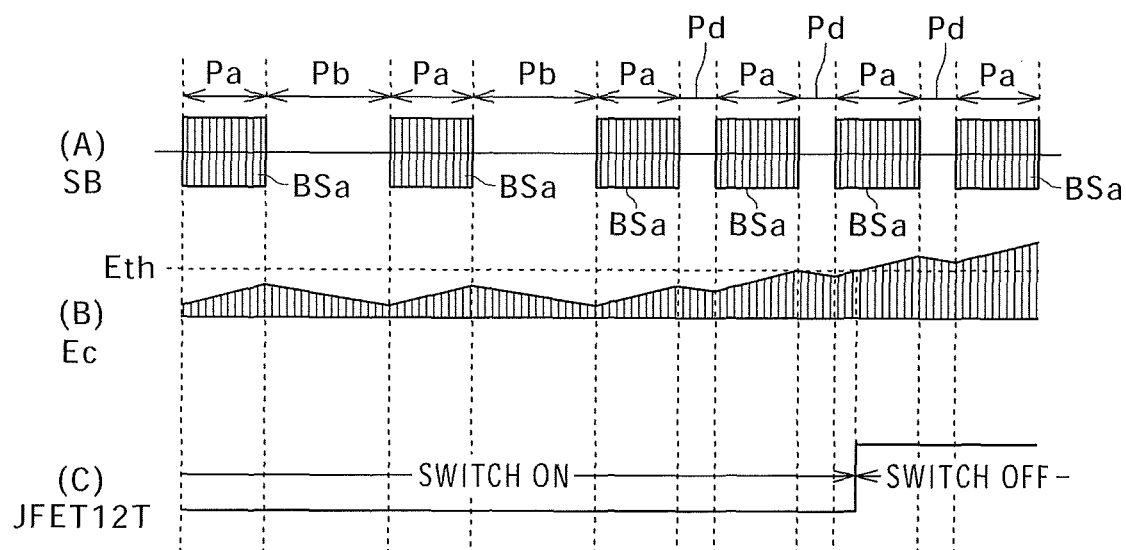 Pd Pd Pd
Pa Pb Pa Pb Pa Pa Pa Pa
(A)
SB
BSa BSa BSa BSa BSa BSa
Eth
(B)
Ec
(C)
JFET12T
SWITCH ON SWITCH OFF